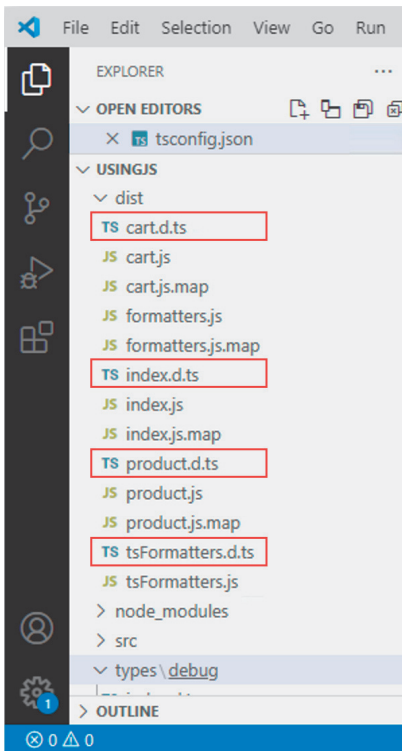 File Edit Selection View Go Run
EXPLORER ...
OPEN EDITORS
TS tsconfig.json
USINGJS
dist
TS cart.d.ts
JS cart.js
JS cart.js.map
JS formatters.js
JS formatters.js.map
TS index.d.ts
JS index.js
JS index.js.map
TS product.d.ts
JS product.js
JS product.js.map
TS tsFormatters.d.ts
JS tsFormatters.js
> node_modules
> src
types\debug
> OUTLINE
1
0 0